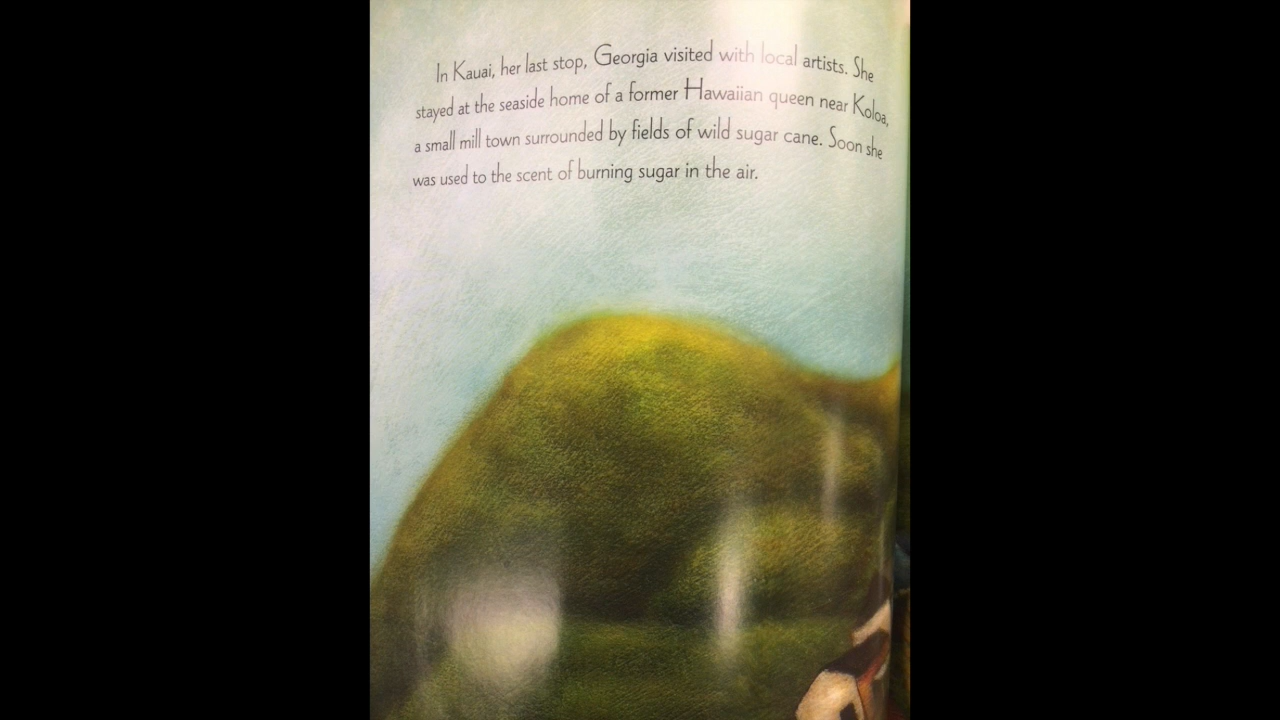 In Kauai, her last stop, Georgia visited with local artists. She
stayed at the seaside home of a former Hawaiian queen near Koloa,
a small mill town surrounded by fields of wild sugar cane. Soon she
was used to the scent of burning sugar in the air.